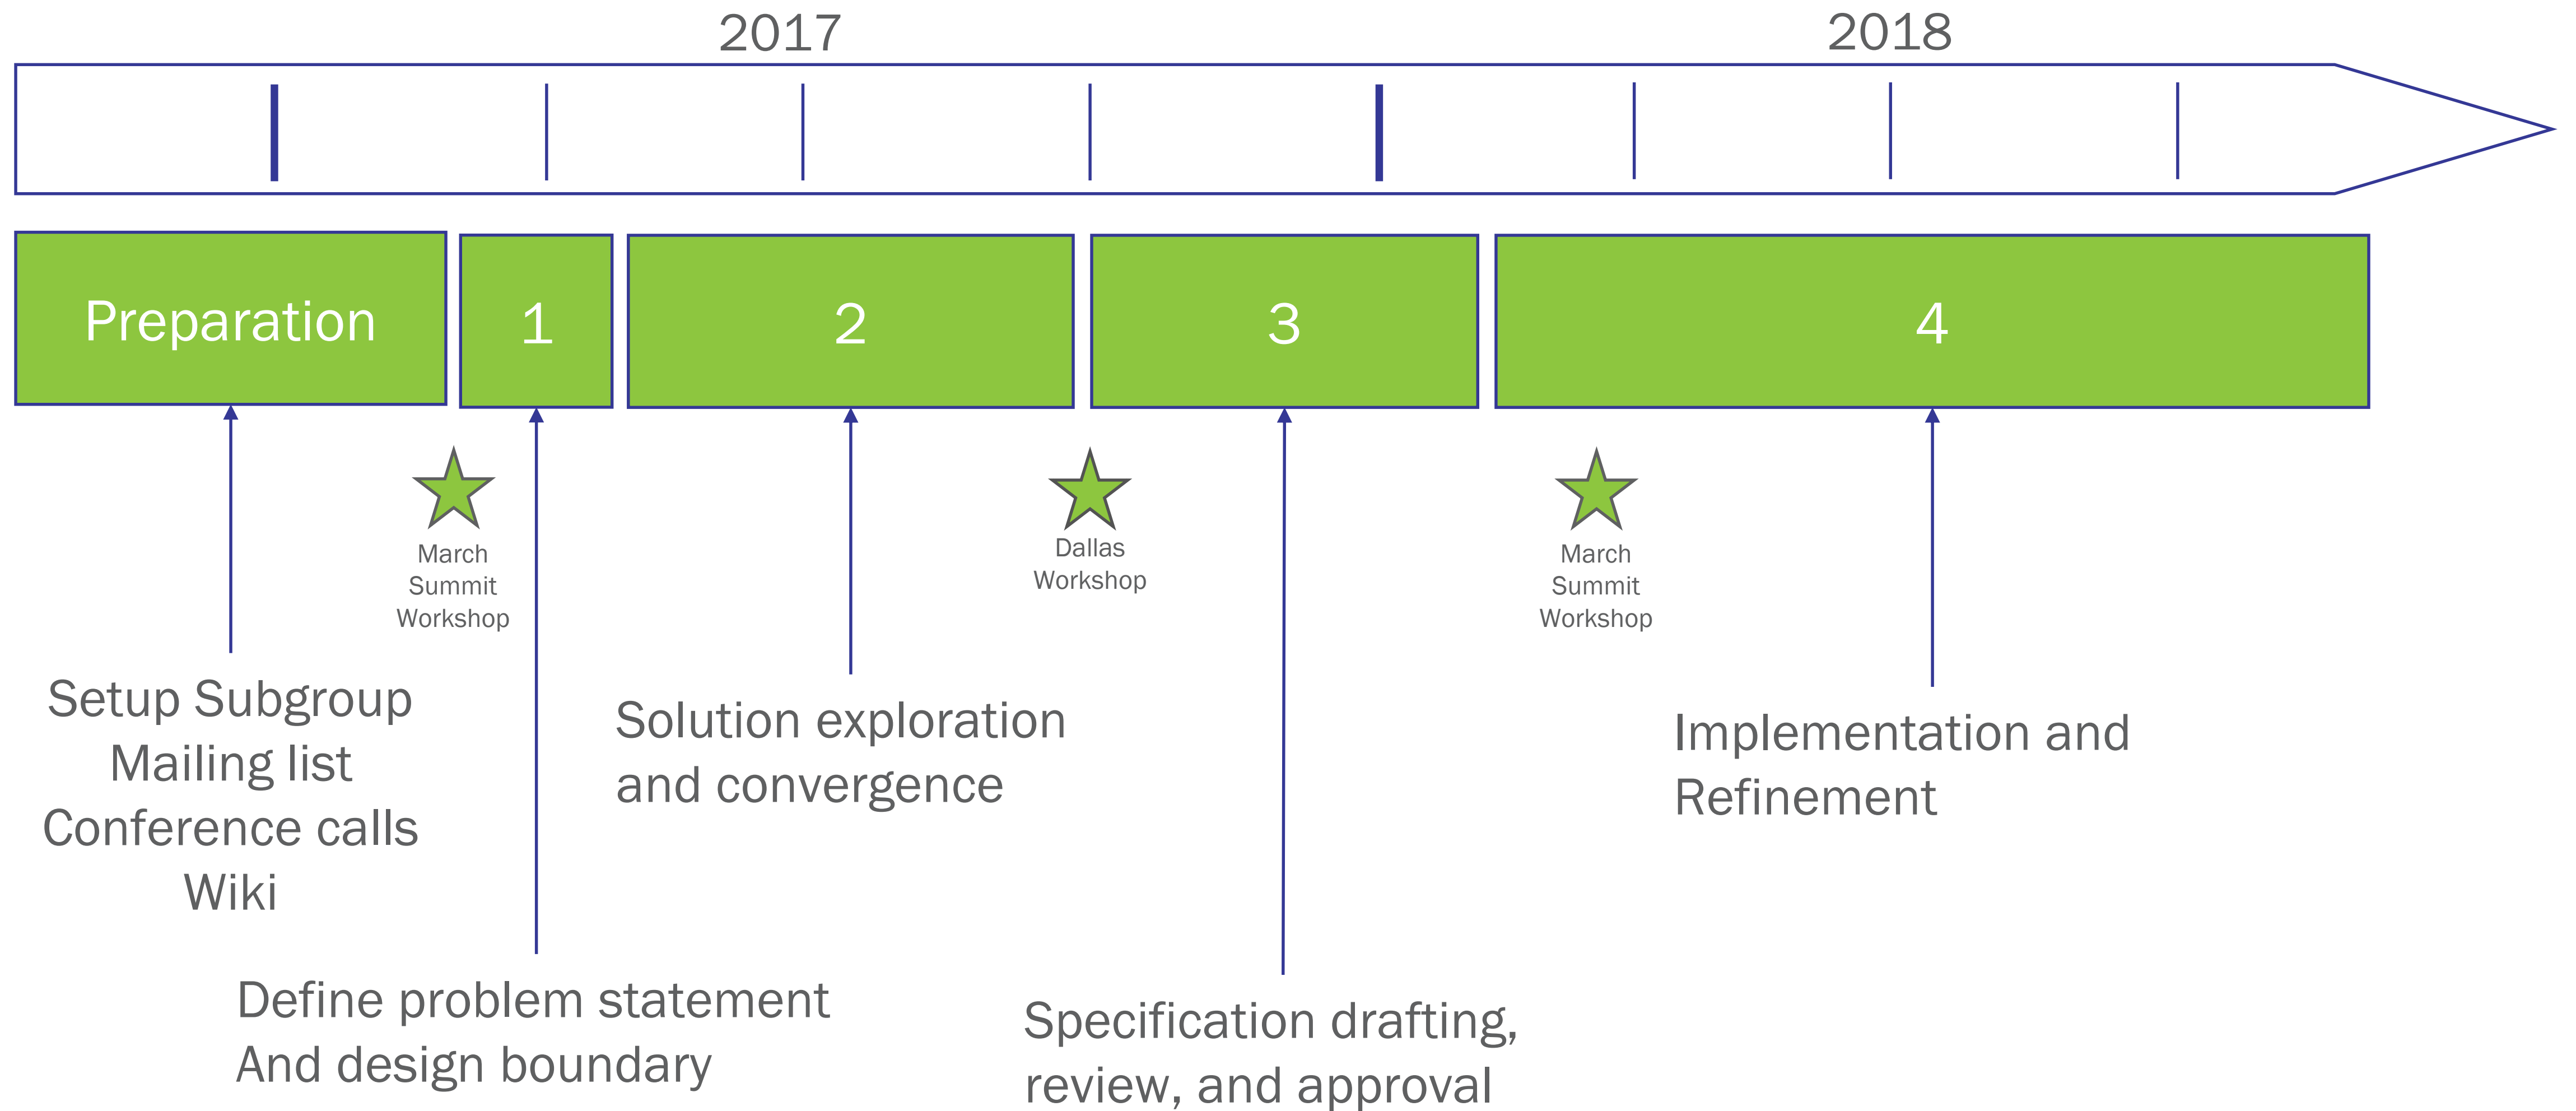 2017
2018
Preparation
1
2
3
4
March
Summit
Workshop
Dallas
Workshop
March
Summit
Workshop
Setup Subgroup
Mailing list
Conference calls
Wiki
Solution exploration
and convergence
Implementation and
Refinement
Define problem statement
And design boundary
Specification drafting,
review, and approval